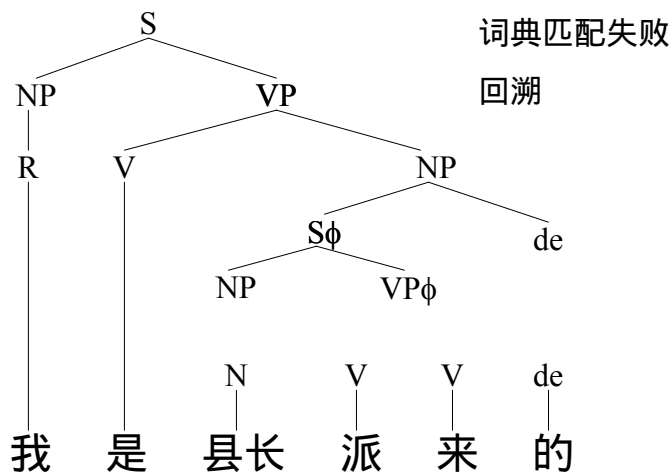 S 词典匹配失败
NP VP 回溯
R V NP
Sϕ de
NP VPϕ
N V V de
我 是 县长 派 来 的